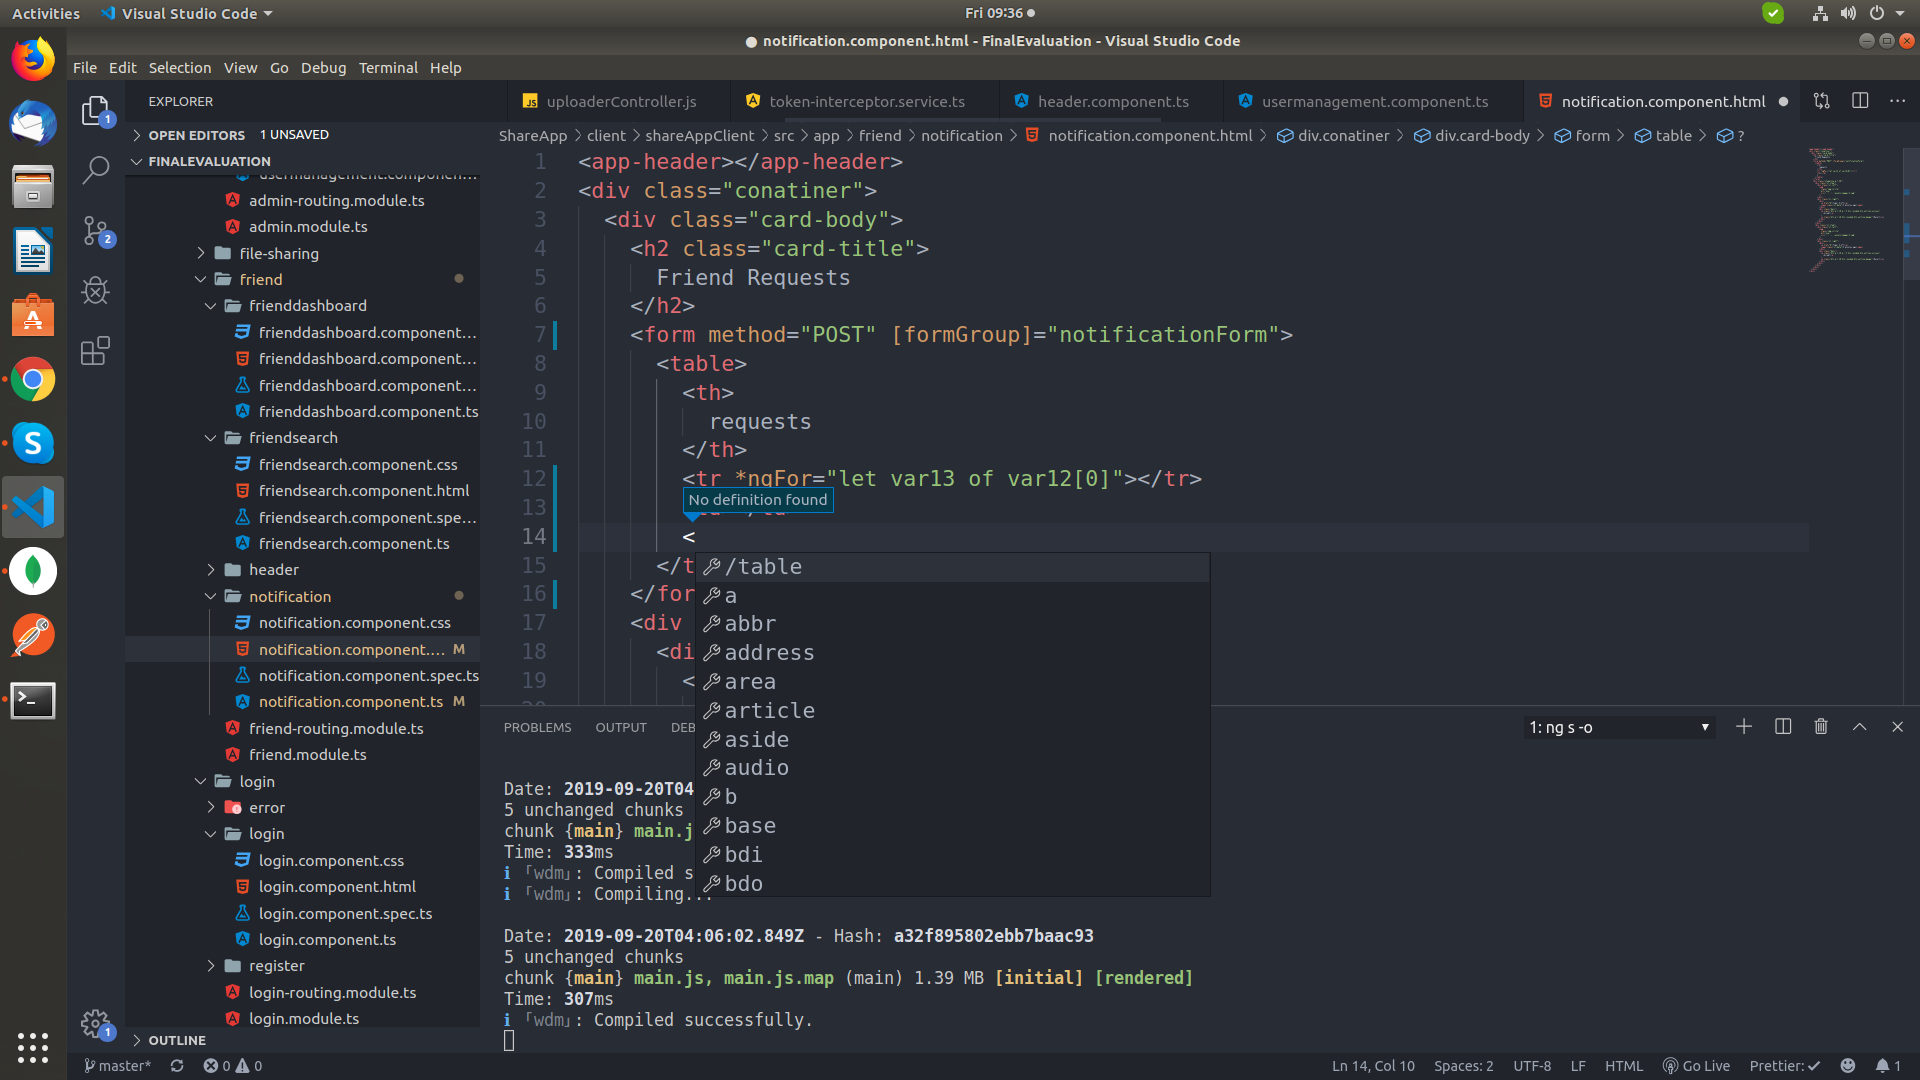 Activities
Visual Studio Code
Fri 09:36
● notification.component.html - FinalEvaluation - Visual Studio Code
File Edit Selection View Go Debug Terminal Help
EXPLORER
OPEN EDITORS 1 UNSAVED
FINALEVALUATION
usermanagement.componen...
admin-routing.module.ts
admin.module.ts
file-sharing
friend
frienddashboard
frienddashboard.component...
frienddashboard.component...
frienddashboard.component...
frienddashboard.component.ts
friendsearch
friendsearch.component.css
friendsearch.component.html
friendsearch.component.spe...
friendsearch.component.ts
header
notification
notification.component.css
notification.component.... M
notification.component.spec.ts
notification.component.ts M
friend-routing.module.ts
friend.module.ts
login
error
login
login.component.css
login.component.html
login.component.spec.ts
login.component.ts
register
login-routing.module.ts
login.module.ts
OUTLINE
1
2
1
JS uploaderController.js
token-interceptor.service.ts
header.component.ts
usermanagement.component.ts
notification.component.html ●
ShareApp > client > shareAppClient > src > app > friend > notification > notification.component.html > div.conatiner > div.card-body > form > table > ?
1 <app-header></app-header>
2 <div class="conatiner">
3 <div class="card-body">
4 <h2 class="card-title">
5 Friend Requests
6 </h2>
7 <form method="POST" [formGroup]="notificationForm">
8 <table>
9 <th>
10 requests
11 </th>
12 <tr *ngFor="let var13 of var12[0]"></tr>
No definition found
13
14 <
15 </t
16 </for
17 <div
18 <di
19 <
/table
a
abbr
address
area
article
aside
audio
b
base
bdi
bdo
PROBLEMS OUTPUT DEB
1: ng s -o
Date: 2019-09-20T04
5 unchanged chunks
chunk {main} main.j
Time: 333ms
ℹ ｢wdm｣: Compiled s
ℹ ｢wdm｣: Compiling...
Date: 2019-09-20T04:06:02.849Z - Hash: a32f895802ebb7baac93
5 unchanged chunks
chunk {main} main.js, main.js.map (main) 1.39 MB [initial] [rendered]
Time: 307ms
ℹ ｢wdm｣: Compiled successfully.
master* 0 0
Ln 14, Col 10 Spaces: 2 UTF-8 LF HTML Go Live Prettier: ✓ 1